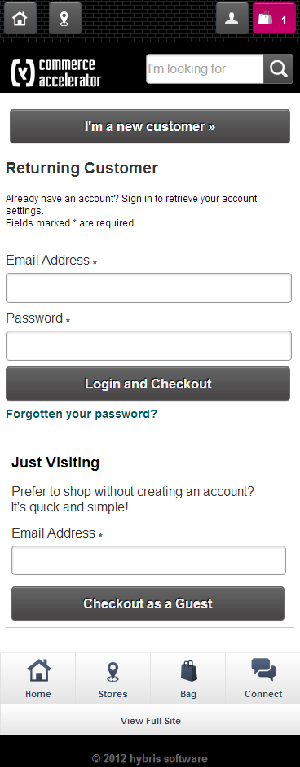 1
commerce
accelerator
I'm looking for
I'm a new customer »
Returning Customer
Already have an account? Sign in to retrieve your account
settings.
Fields marked * are required
Email Address *
Password *
Login and Checkout
Forgotten your password?
Just Visiting
Prefer to shop without creating an account?
It's quick and simple!
Email Address *
Checkout as a Guest
Home Stores Bag Connect
View Full Site
© 2012 hybris software